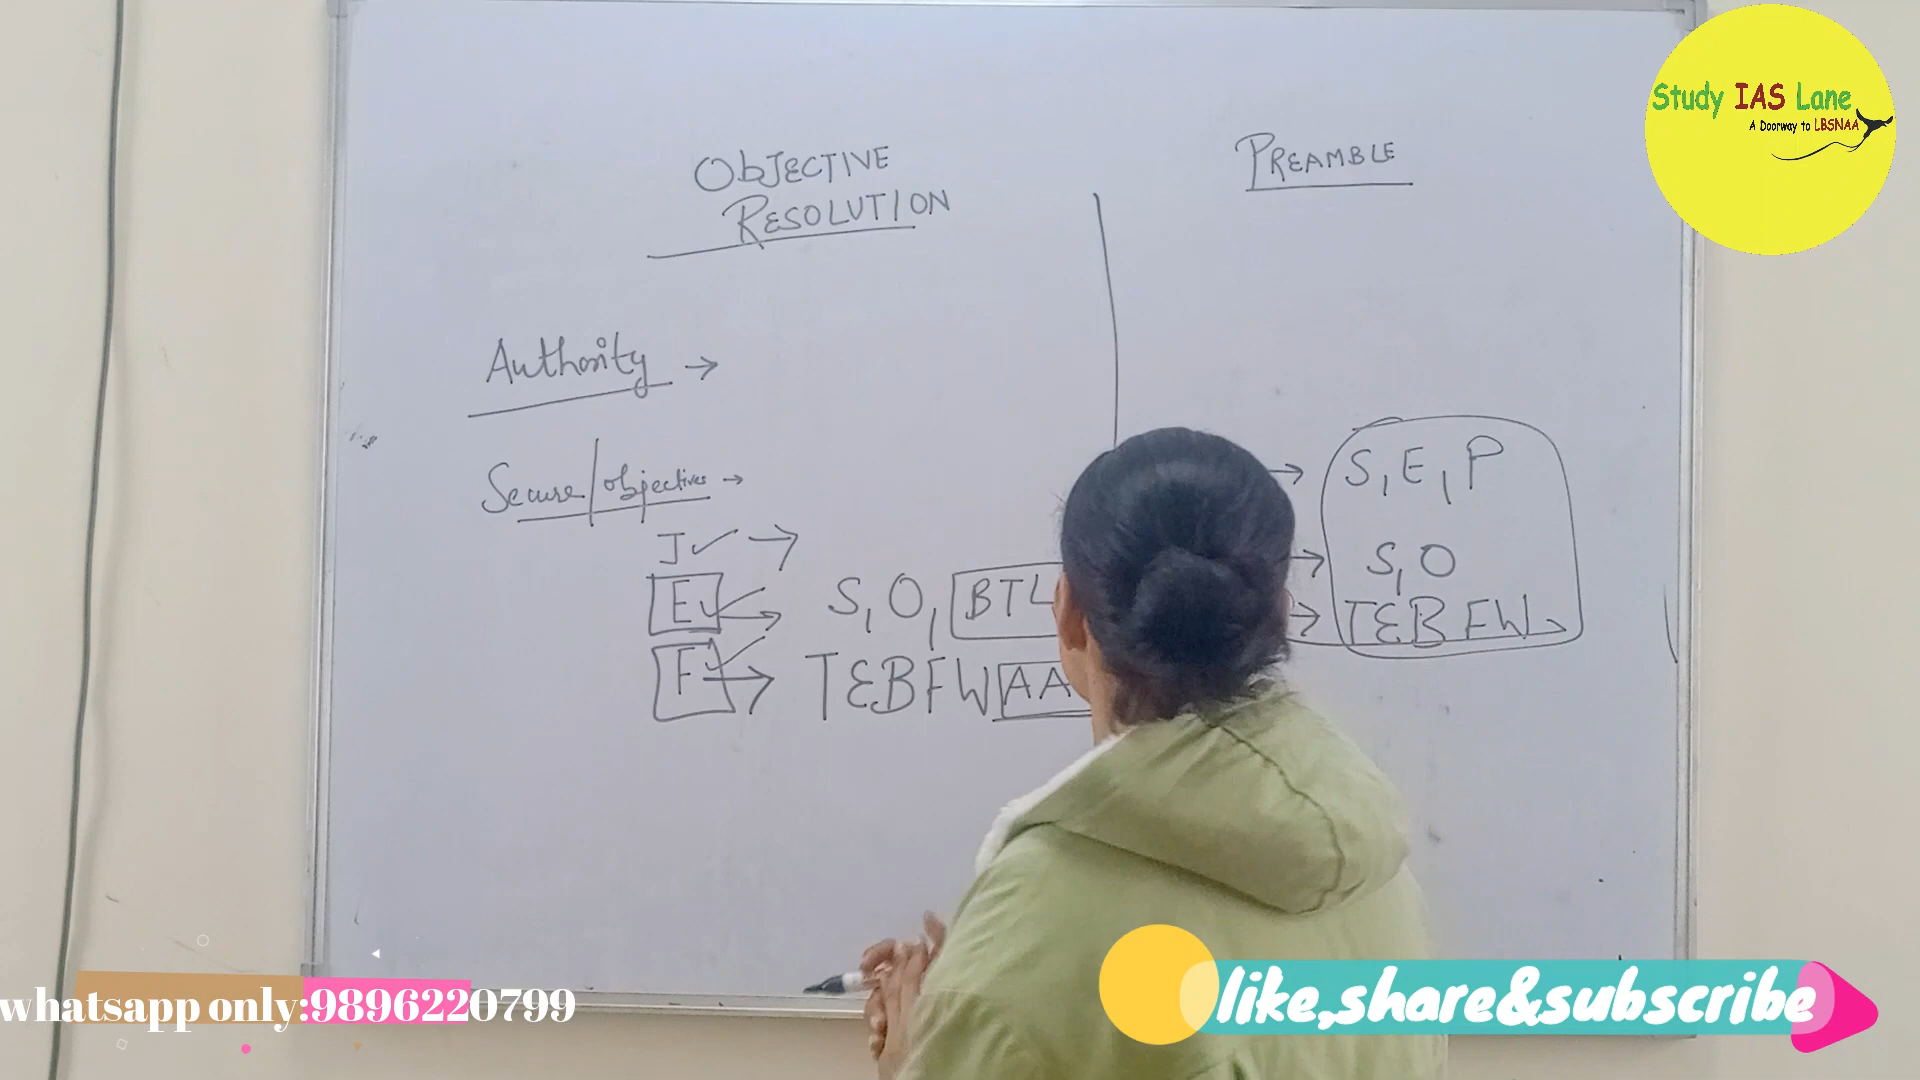 Study IAS Lane
A Doorway to LBSNAA
ObJECTIVE
RESOLUTION
PREAMBLE
Authority →
Secure/objectives →
→ S, E, P
J ✓ →
E ✓ → S, O, BTL
→ S, O
F ✓ → TEBFW AA
→ TEBFW
whatsapp only:9896220799
like,share&subscribe